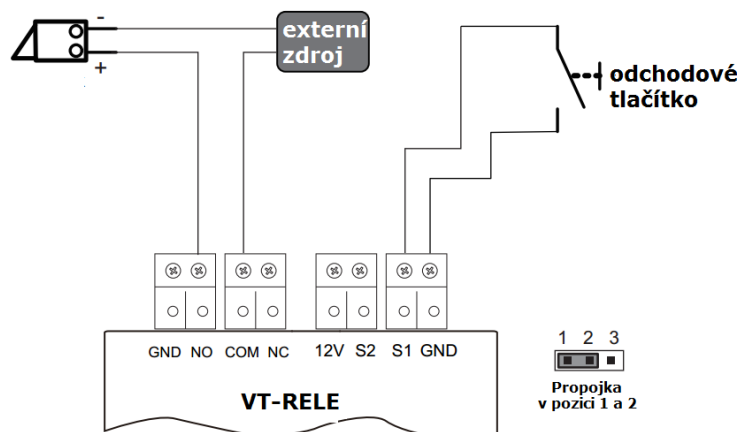 -
+
externí
zdroj
odchodové
tlačítko
GND NO COM NC 12V S2 S1 GND
VT-RELE
1 2 3
Propojka
v pozici 1 a 2